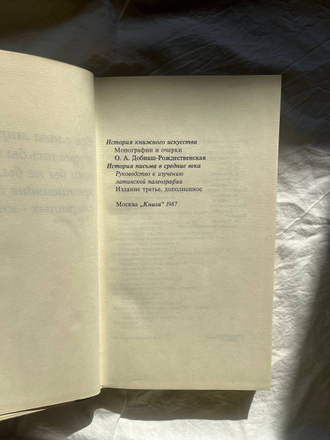 История книжного искусства
Монографии и очерки
О. А. Добиаш-Рождественская
История письма в средние века
Руководство к изучению
латинской палеографии
Издание третье, дополненное
Москва „Книга" 1987